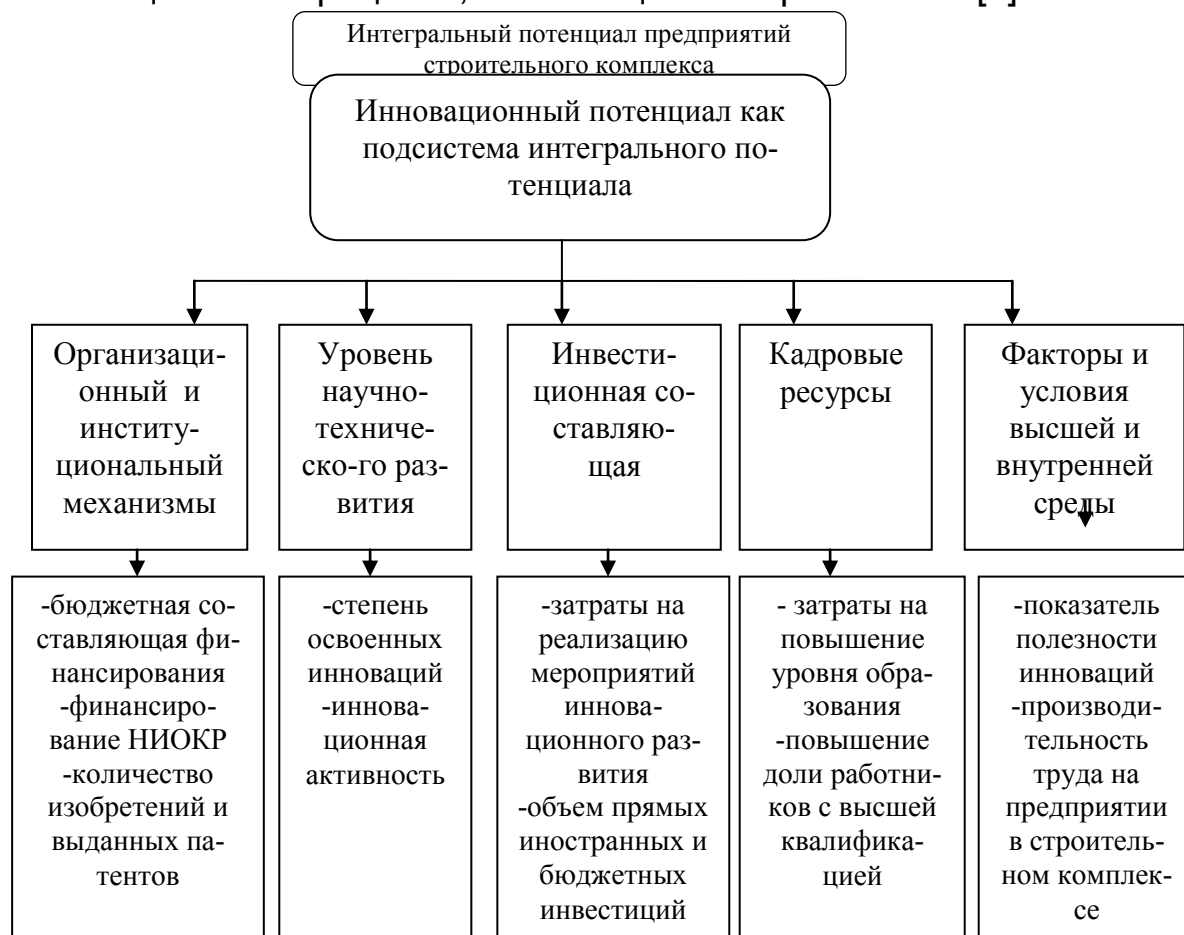 Интегральный потенциал предприятий
строительного комплекса
Инновационный потенциал как
подсистема интегрального по-
тенциала
Организаци-
онный и
институ-
циональный
механизмы
Уровень
научно-
техниче-
ско-го раз-
вития
Инвести-
ционная со-
ставляю-
щая
Кадровые
ресурсы
Факторы и
условия
высшей и
внутренней
среды
-бюджетная со-
ставляющая фи-
нансирования
-финансиро-
вание НИОКР
-количество
изобретений и
выданных па-
тентов
-степень
освоенных
инноваций
-иннова-
ционная
активность
-затраты на
реализацию
мероприятий
иннова-
ционного раз-
вития
-объем прямых
иностранных и
бюджетных
инвестиций
- затраты на
повышение
уровня обра-
зования
-повышение
доли работни-
ков с высшей
квалифика-
цией
-показатель
полезности
инноваций
-производи-
тельность
труда на
предприятии
в строитель-
ном комплек-
се